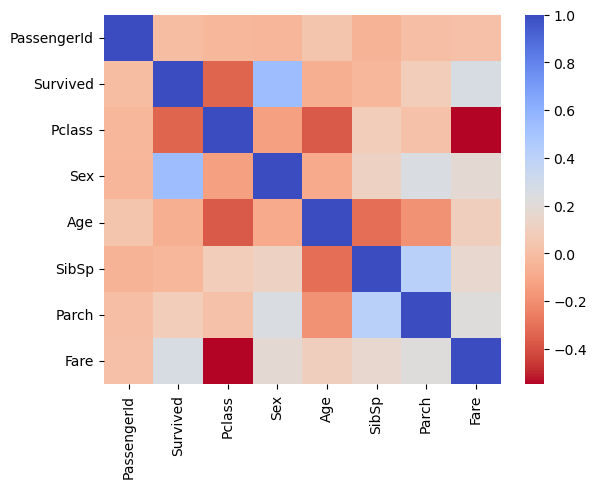 PassengerId
Survived
Pclass
Sex
Age
SibSp
Parch
Fare
PassengerId
Survived
Pclass
Sex
Age
SibSp
Parch
Fare
1.0
0.8
0.6
0.4
0.2
0.0
−0.2
−0.4